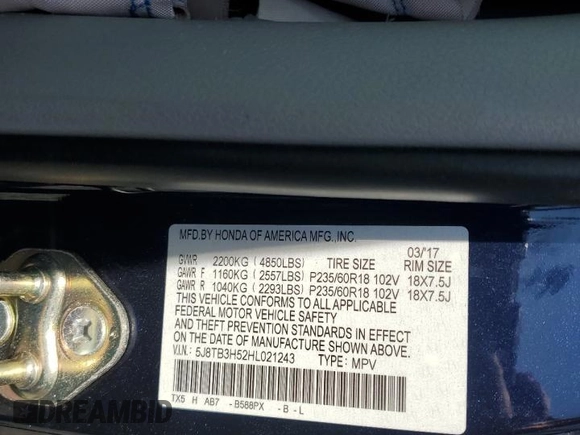 MFD.BY HONDA OF AMERICA MFG.,INC. 03/'17
GVWR 2200KG ( 4850LBS) TIRE SIZE RIM SIZE
GAWR F 1160KG ( 2557LBS) P235/60R18 102V 18X7.5J
GAWR R 1040KG ( 2293LBS) P235/60R18 102V 18X7.5J
THIS VEHICLE CONFORMS TO ALL APPLICABLE
FEDERAL MOTOR VEHICLE SAFETY
AND THEFT PREVENTION STANDARDS IN EFFECT
ON THE DATE OF MANUFACTURE SHOWN ABOVE.
V.I.N.: 5J8TB3H52HL021243 TYPE: MPV
TX5 H AB7 - B588PX - B - L
DREAMBID